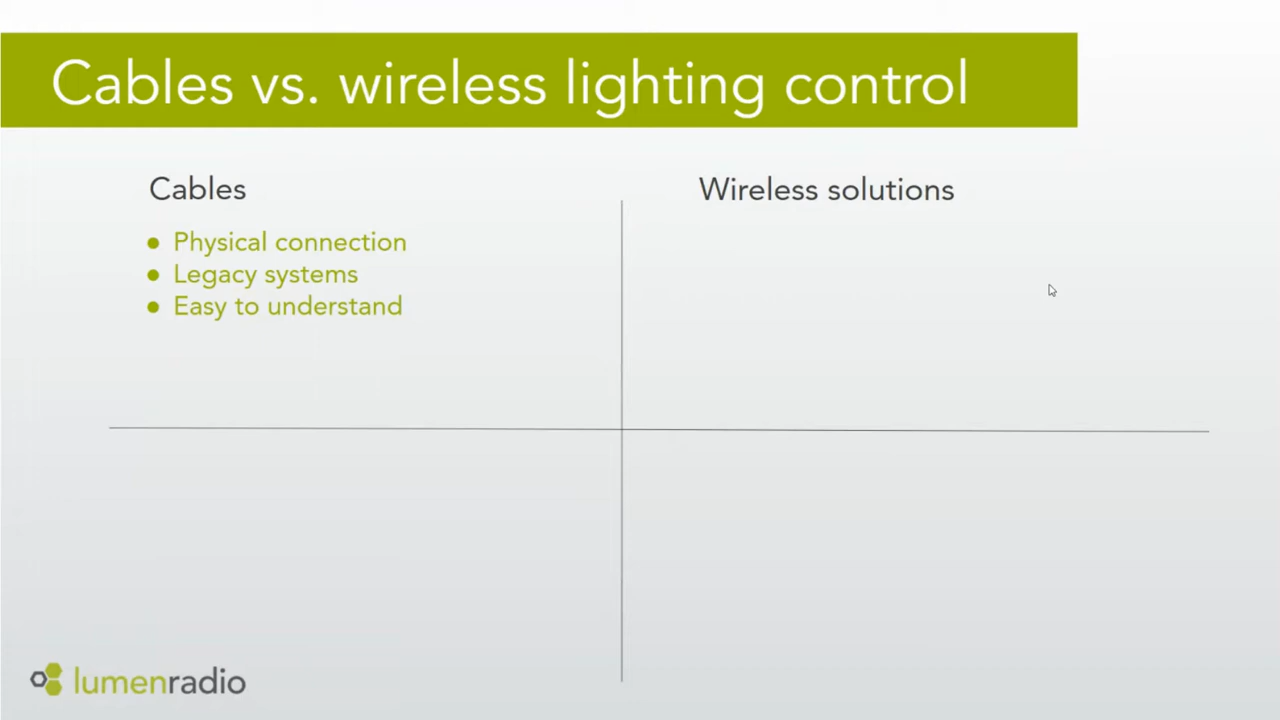 Cables vs. wireless lighting control
Cables
● Physical connection
● Legacy systems
● Easy to understand
Wireless solutions
lumenradio